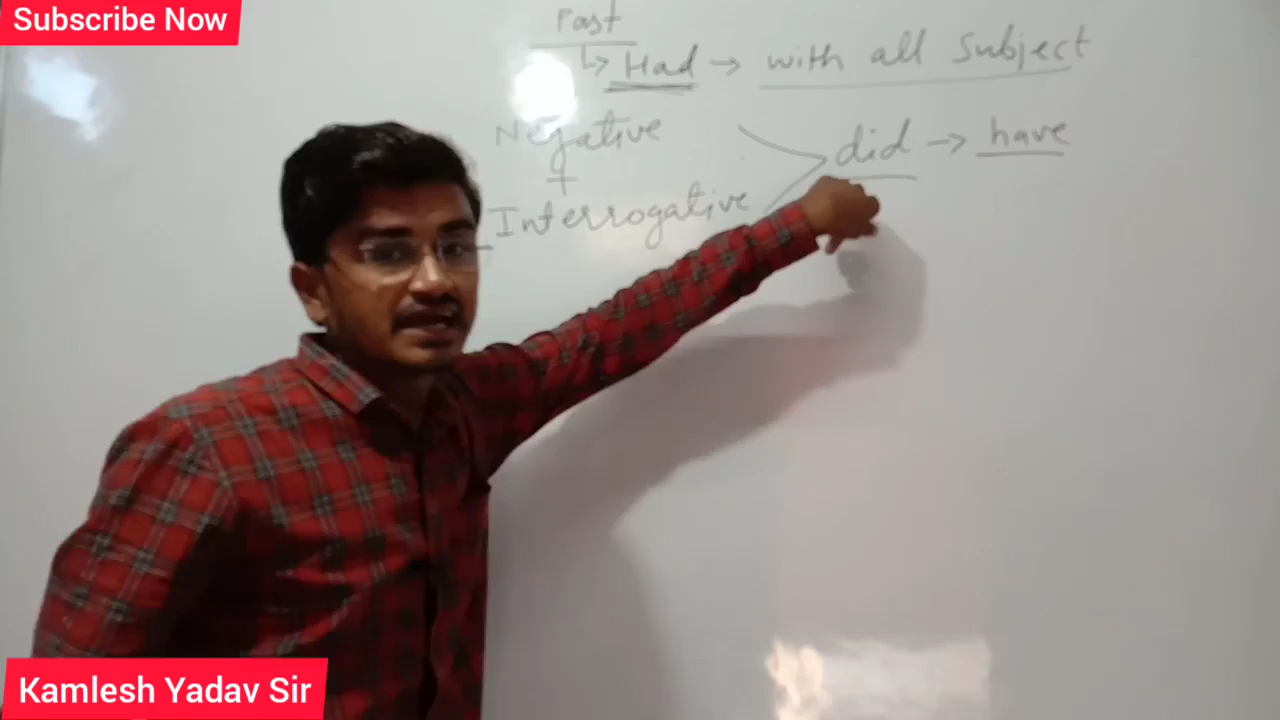 Subscribe Now
Past
↳ Had → with all Subject
Negative
+
Interrogative
did → have
Kamlesh Yadav Sir